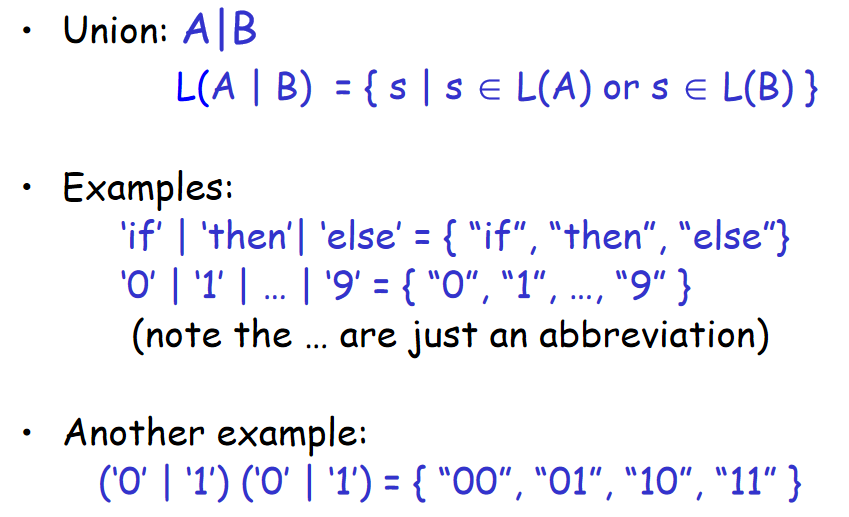 • Union: A|B
L(A | B) = { s | s ∈ L(A) or s ∈ L(B) }
• Examples:
‘if’ | ‘then’| ‘else’ = { “if”, “then”, “else”}
‘0’ | ‘1’ | … | ‘9’ = { “0”, “1”, …, “9” }
(note the … are just an abbreviation)
• Another example:
(‘0’ | ‘1’) (‘0’ | ‘1’) = { “00”, “01”, “10”, “11” }